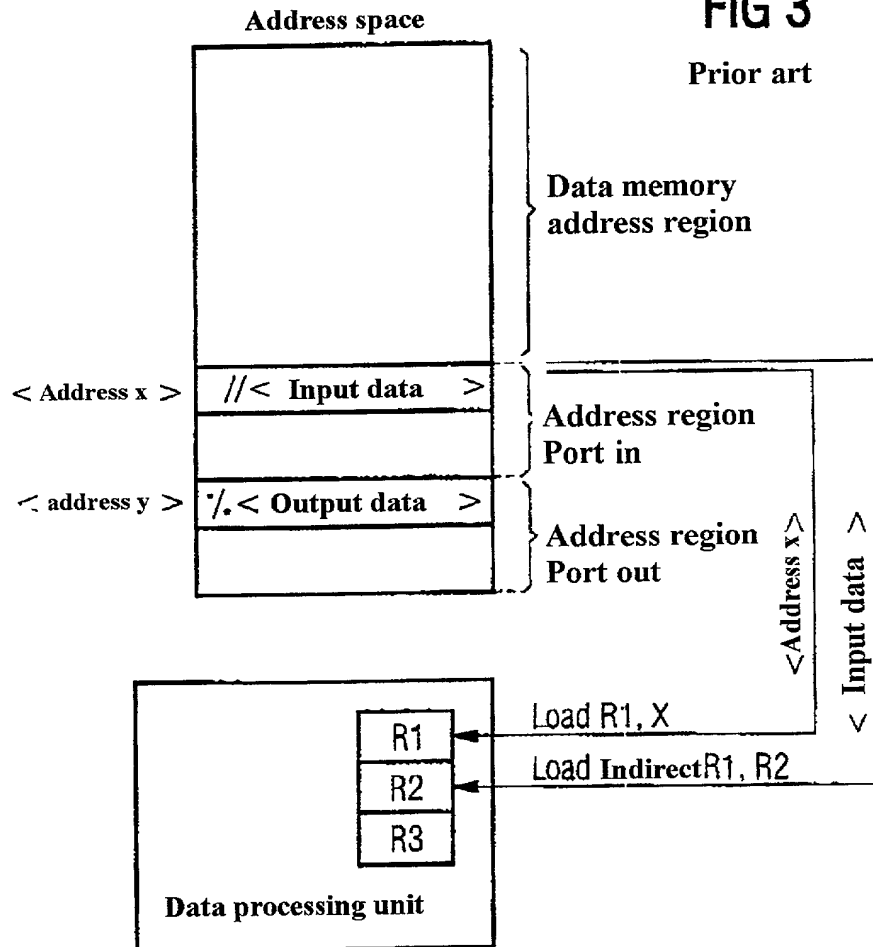 FIG 3
Prior art
Address space
Data memory
address region
< Address x >
//< Input data >
Address region
Port in
< address y >
%.< Output data >
Address region
Port out
<Address x>
< Input data >
Load R1, X
R1
Load IndirectR1, R2
R2
R3
Data processing unit